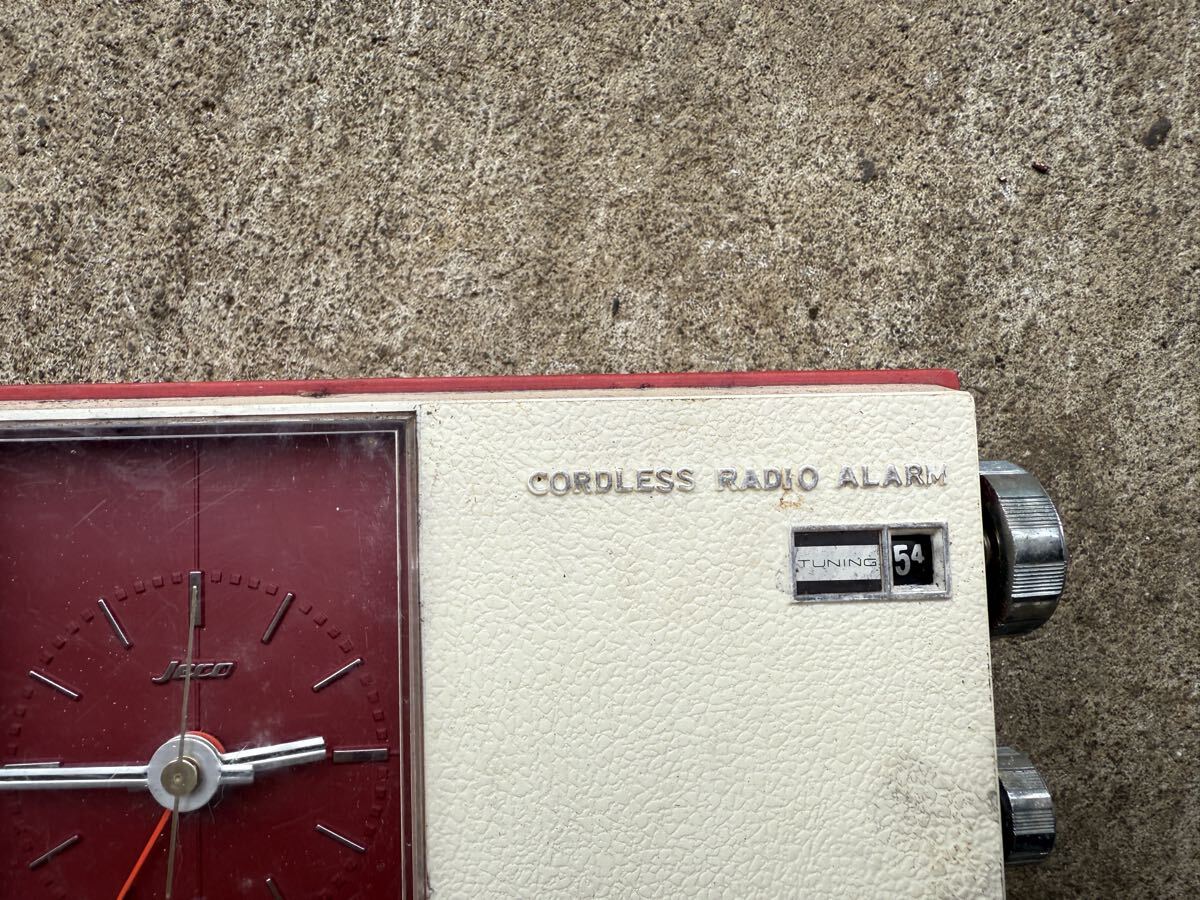 CORDLESS RADIO ALARM
TUNING 54
Jeco